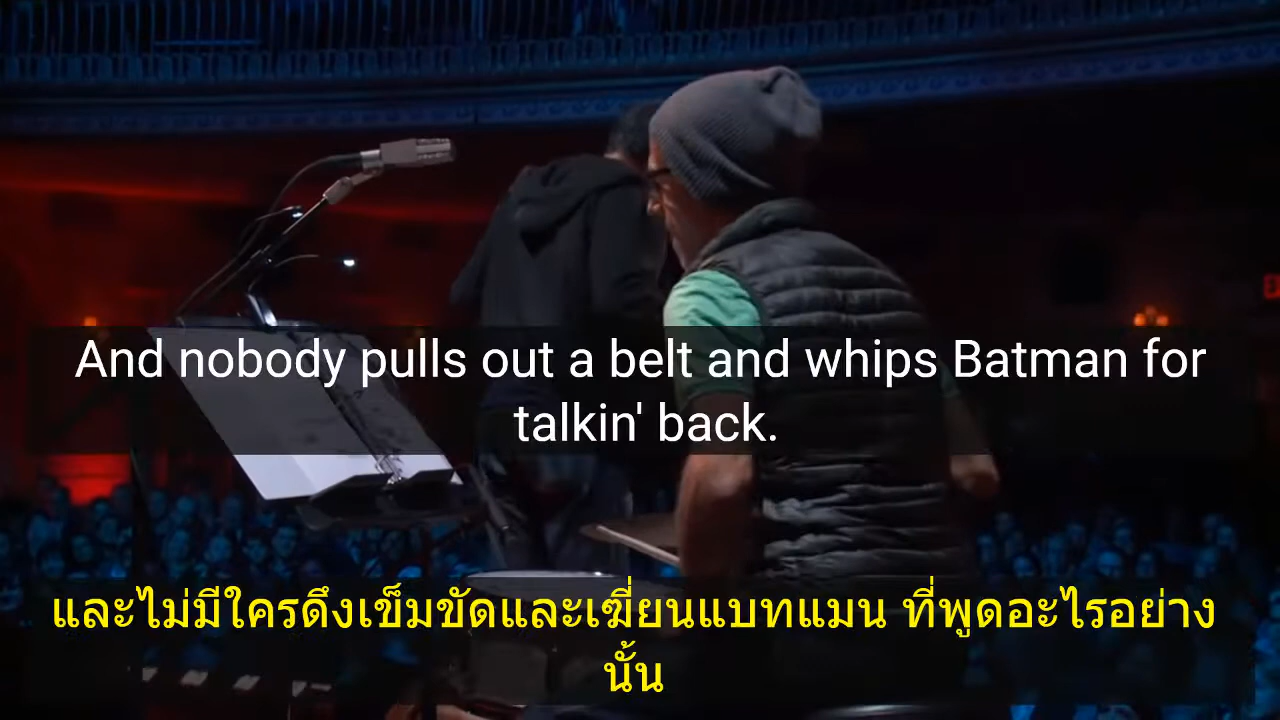 And nobody pulls out a belt and whips Batman for
talkin' back.
และไม่มีใครดึงเข็มขัดและเฆี่ยนแบทแมน ที่พูดอะไรอย่าง
นั้น